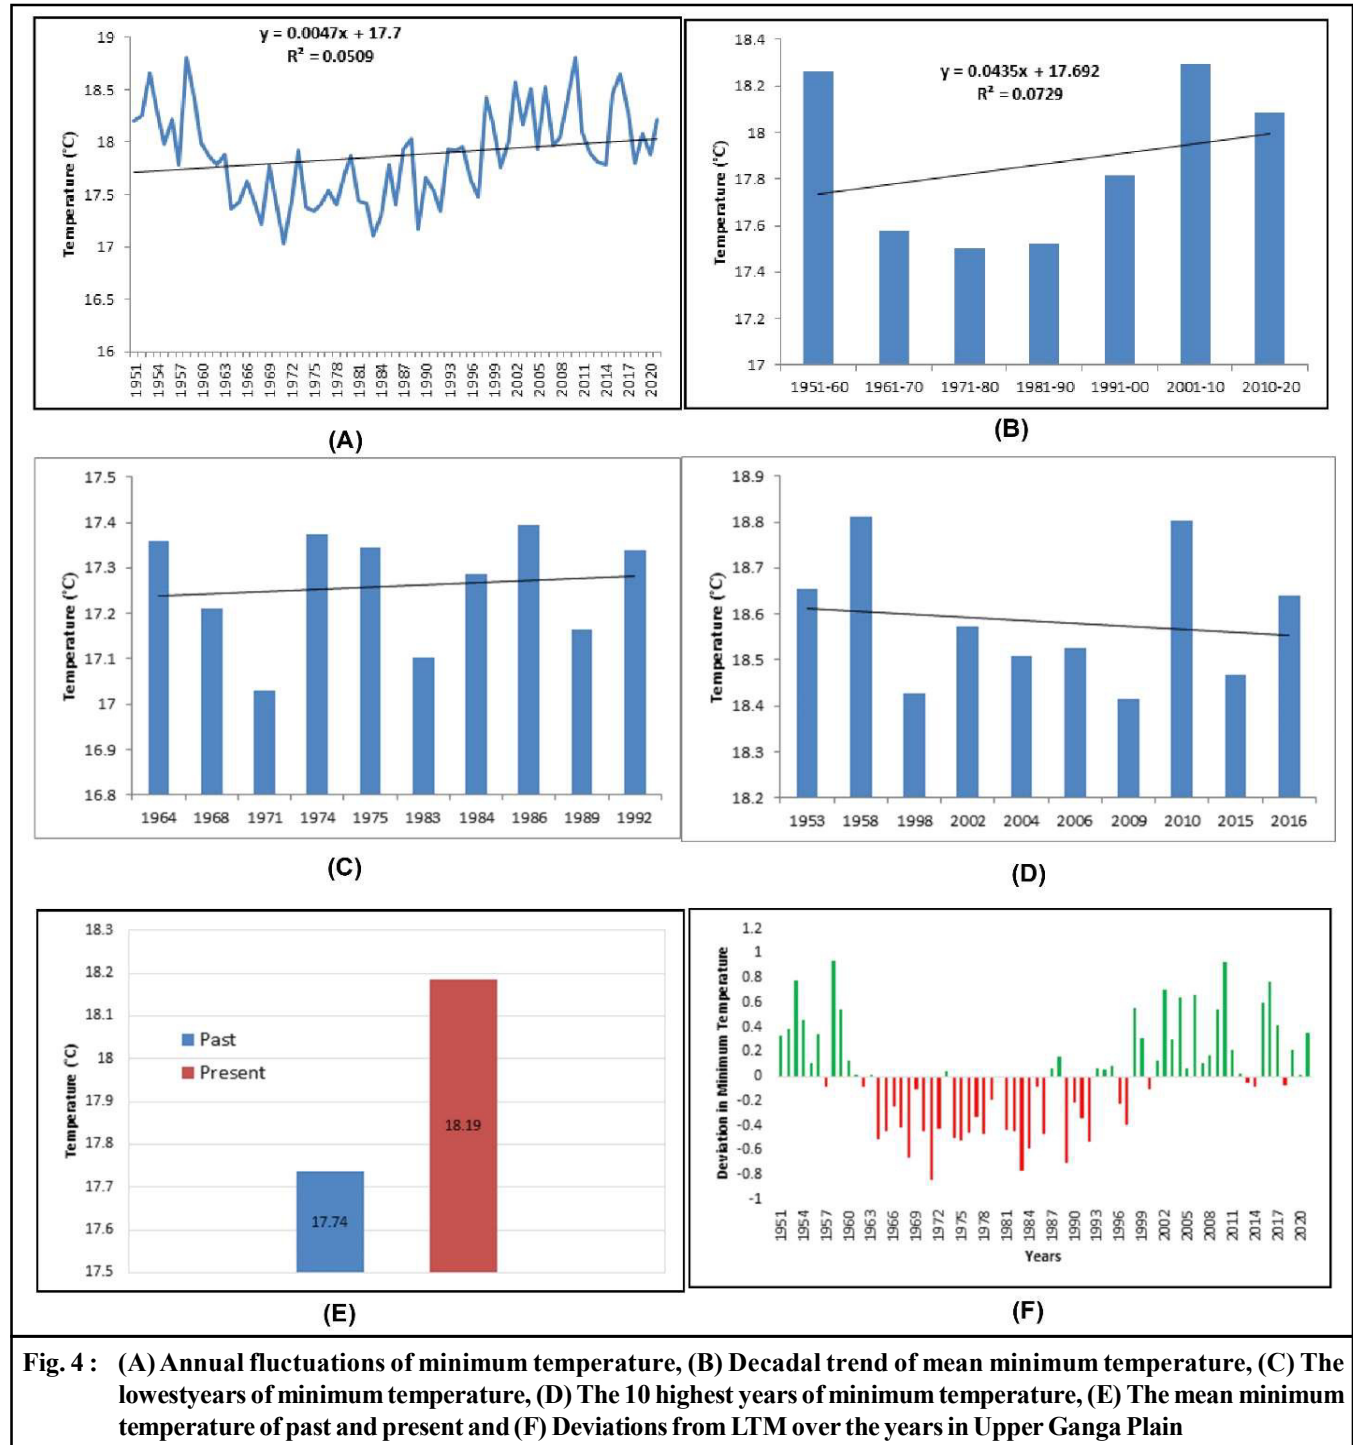 y = 0.0047x + 17.7
R² = 0.0509
Temperature (°C)
19
18.5
18
17.5
17
16.5
16
1951 1954 1957 1960 1963 1966 1969 1972 1975 1978 1981 1984 1987 1990 1993 1996 1999 2002 2005 2008 2011 2014 2017 2020
(A)
y = 0.0435x + 17.692
R² = 0.0729
Temperature (°C)
18.4
18.2
18
17.8
17.6
17.4
17.2
17
1951-60 1961-70 1971-80 1981-90 1991-00 2001-10 2010-20
(B)
Temperature (°C)
17.5
17.4
17.3
17.2
17.1
17
16.9
16.8
1964 1968 1971 1974 1975 1983 1984 1986 1989 1992
(C)
Temperature (°C)
18.9
18.8
18.7
18.6
18.5
18.4
18.3
18.2
1953 1958 1998 2002 2004 2006 2009 2010 2015 2016
(D)
Temperature (°C)
18.3
18.2
18.1
18
17.9
17.8
17.7
17.6
17.5
Past
Present
17.74
18.19
(E)
Deviation in Minimum Temperature
1.2
1
0.8
0.6
0.4
0.2
0
-0.2
-0.4
-0.6
-0.8
-1
1951 1954 1957 1960 1963 1966 1969 1972 1975 1978 1981 1984 1987 1990 1993 1996 1999 2002 2005 2008 2011 2014 2017 2020
Years
(F)
Fig. 4 : (A) Annual fluctuations of minimum temperature, (B) Decadal trend of mean minimum temperature, (C) The
lowestyears of minimum temperature, (D) The 10 highest years of minimum temperature, (E) The mean minimum
temperature of past and present and (F) Deviations from LTM over the years in Upper Ganga Plain